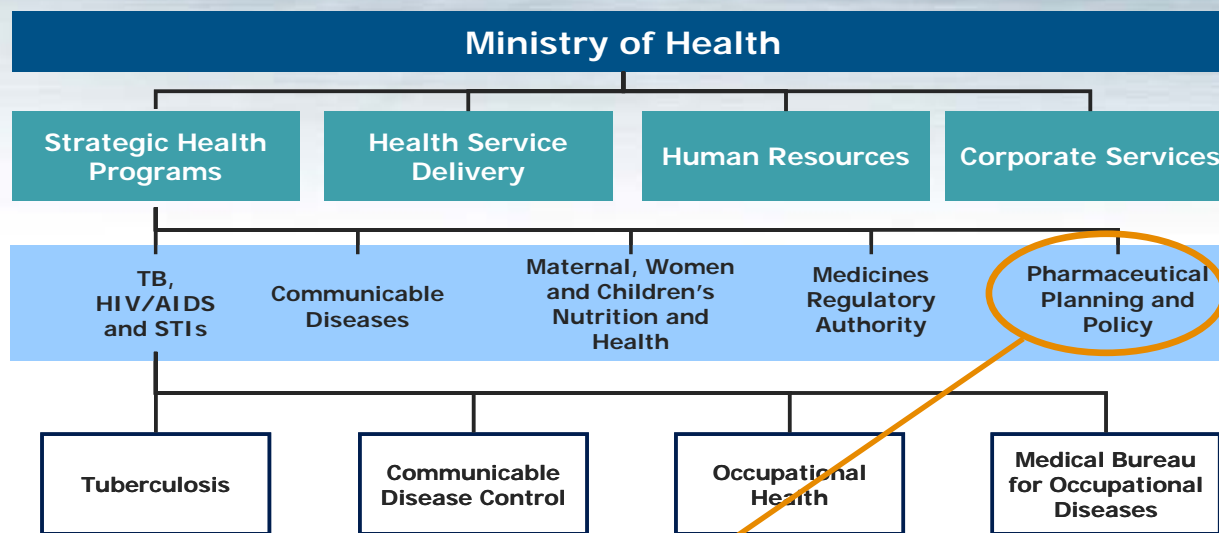 Ministry of Health
Strategic Health
Programs
Health Service
Delivery
Human Resources
Corporate Services
TB,
HIV/AIDS
and STIs
Communicable
Diseases
Maternal, Women
and Children's
Nutrition and
Health
Medicines
Regulatory
Authority
Pharmaceutical
Planning and
Policy
Tuberculosis
Communicable
Disease Control
Occupational
Health
Medical Bureau
for Occupational
Diseases